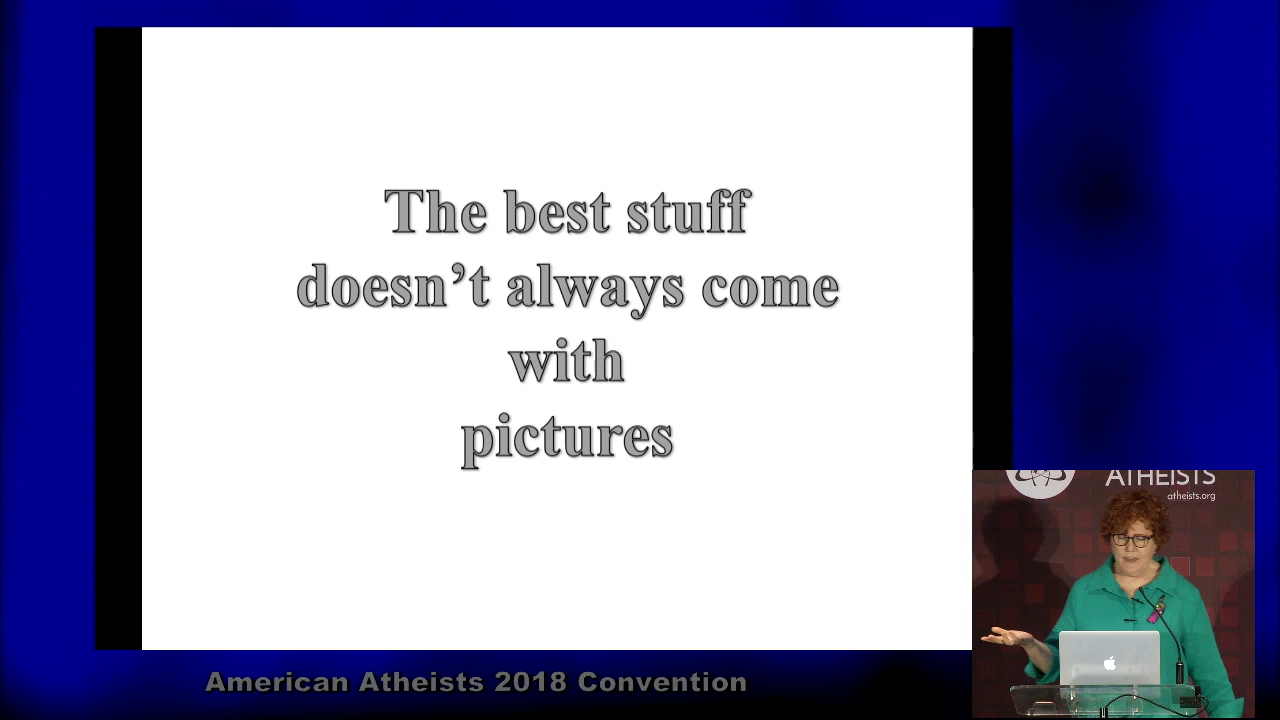 The best stuff
doesn’t always come
with
pictures
ATHEISTS
atheists.org
American Atheists 2018 Convention